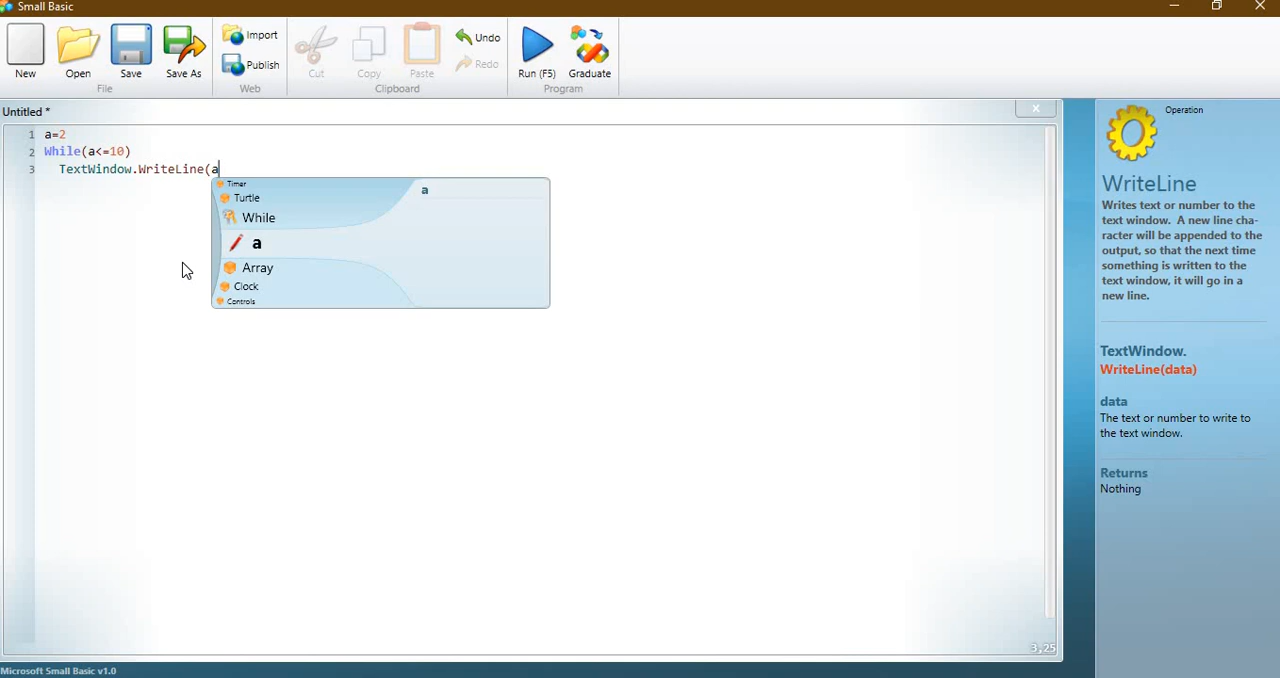 Small Basic
New
Open
Save
Save As
File
Import
Publish
Web
Cut
Copy
Paste
Undo
Redo
Clipboard
Run (F5)
Graduate
Program
Untitled *
1 a=2
2 While(a<=10)
3 TextWindow.WriteLine(a
Timer
Turtle
While
a
Array
Clock
Controls
a
3,25
Operation
WriteLine
Writes text or number to the
text window. A new line cha-
racter will be appended to the
output, so that the next time
something is written to the
text window, it will go in a
new line.
TextWindow.
WriteLine(data)
data
The text or number to write to
the text window.
Returns
Nothing
Microsoft Small Basic v1.0